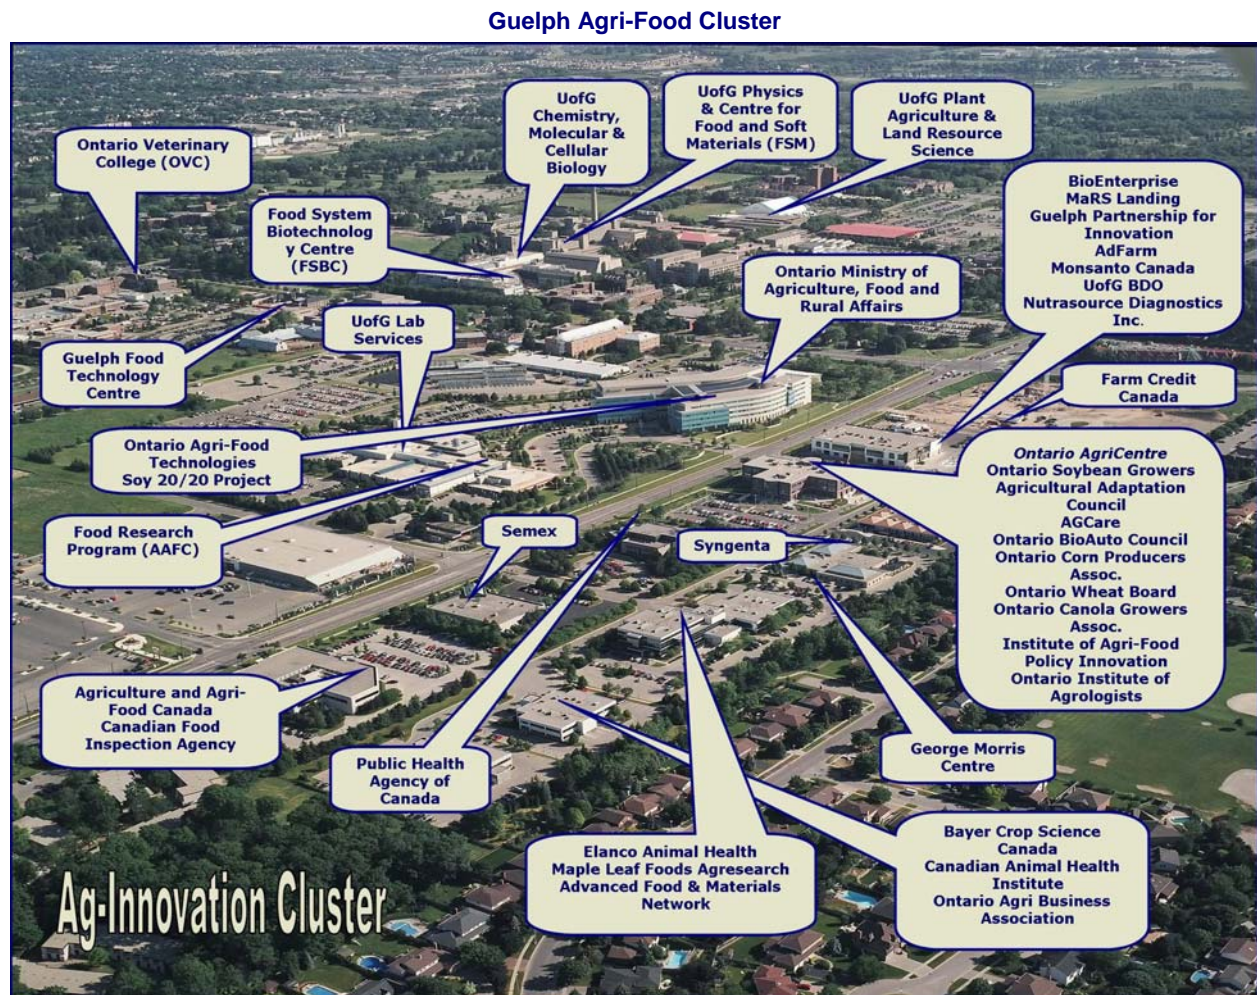 Guelph Agri-Food Cluster
UofG
Chemistry,
Molecular &
Cellular
Biology
UofG Physics
& Centre for
Food and Soft
Materials (FSM)
UofG Plant
Agriculture &
Land Resource
Science
Ontario Veterinary
College (OVC)
BioEnterprise
MaRS Landing
Guelph Partnership for
Innovation
AdFarm
Monsanto Canada
UofG BDO
Nutrasource Diagnostics
Inc.
Food System
Biotechnolog
y Centre
(FSBC)
Ontario Ministry of
Agriculture, Food and
Rural Affairs
UofG Lab
Services
Guelph Food
Technology
Centre
Farm Credit
Canada
Ontario Agri-Food
Technologies
Soy 20/20 Project
Ontario AgriCentre
Ontario Soybean Growers
Agricultural Adaptation
Council
AGCare
Ontario BioAuto Council
Ontario Corn Producers
Assoc.
Ontario Wheat Board
Ontario Canola Growers
Assoc.
Institute of Agri-Food
Policy Innovation
Ontario Institute of
Agrologists
Food Research
Program (AAFC)
Semex
Syngenta
Agriculture and Agri-
Food Canada
Canadian Food
Inspection Agency
Public Health
Agency of
Canada
George Morris
Centre
Elanco Animal Health
Maple Leaf Foods Agresearch
Advanced Food & Materials
Network
Bayer Crop Science
Canada
Canadian Animal Health
Institute
Ontario Agri Business
Association
Ag-Innovation Cluster